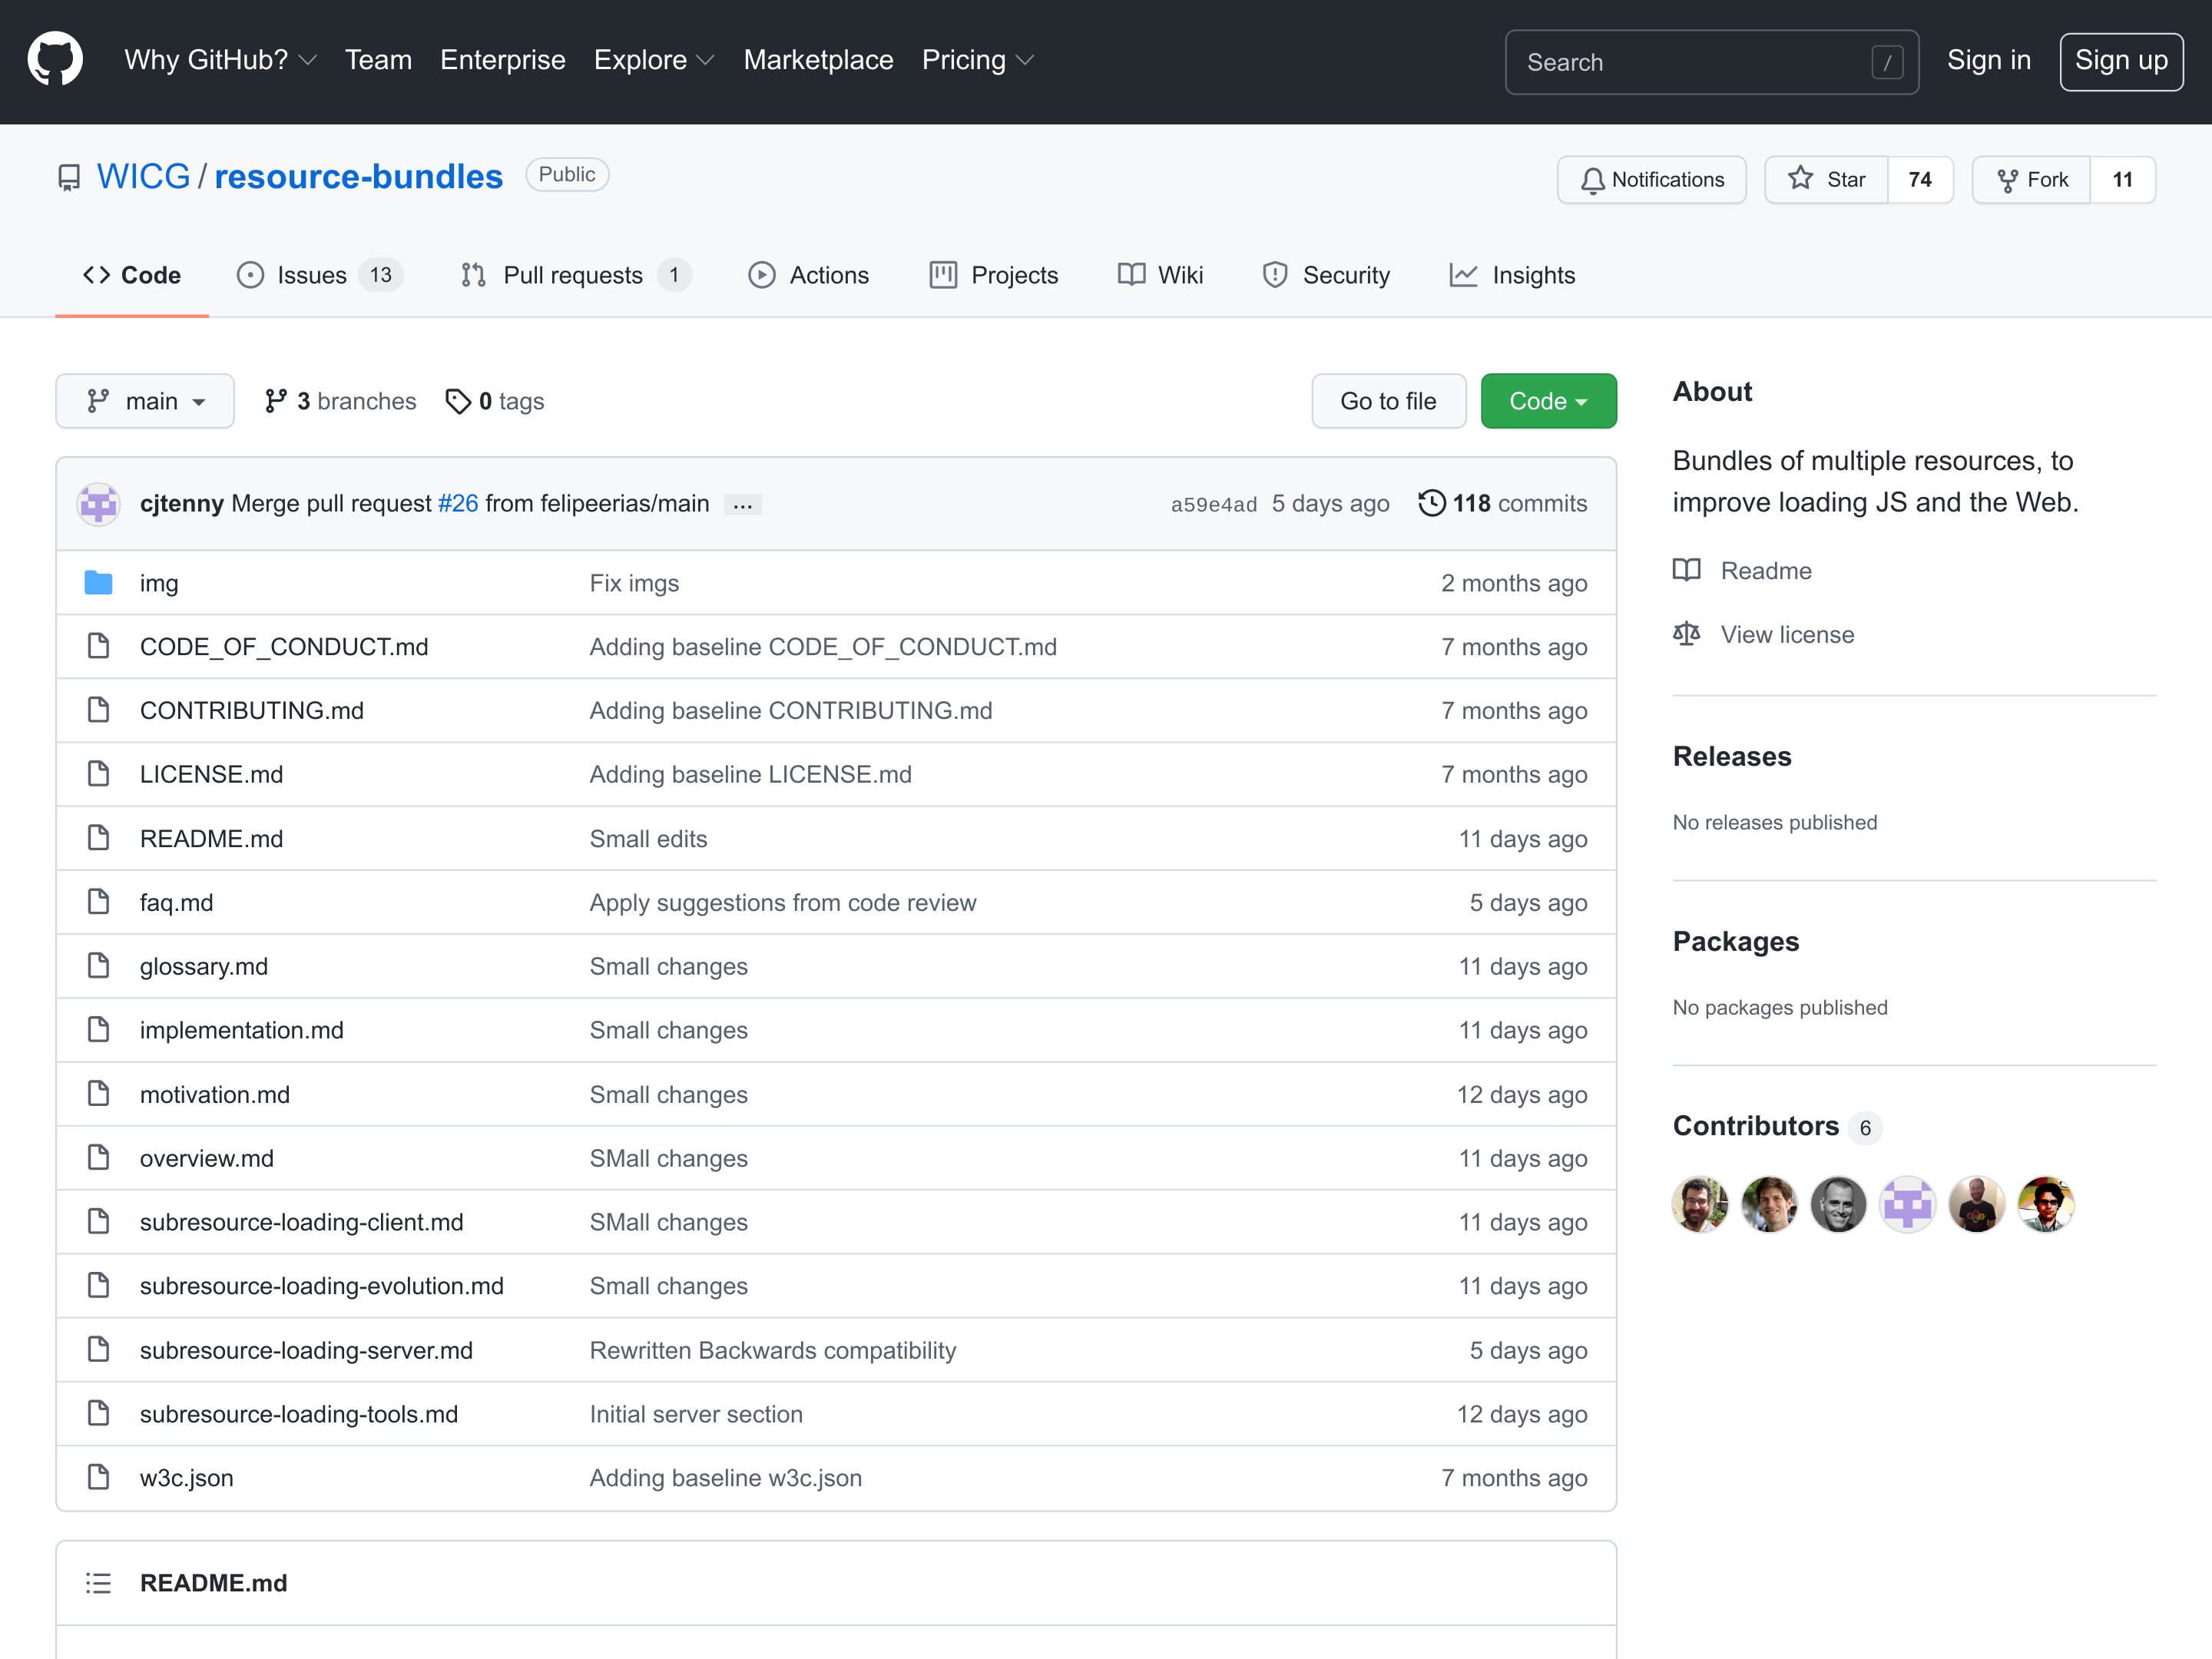 Why GitHub? Team Enterprise Explore Marketplace Pricing Search / Sign in Sign up
WICG / resource-bundles Public Notifications Star 74 Fork 11
Code Issues 13 Pull requests 1 Actions Projects Wiki Security Insights
main 3 branches 0 tags Go to file Code
cjtenny Merge pull request #26 from felipeerias/main ... a59e4ad 5 days ago 118 commits
img Fix imgs 2 months ago
CODE_OF_CONDUCT.md Adding baseline CODE_OF_CONDUCT.md 7 months ago
CONTRIBUTING.md Adding baseline CONTRIBUTING.md 7 months ago
LICENSE.md Adding baseline LICENSE.md 7 months ago
README.md Small edits 11 days ago
faq.md Apply suggestions from code review 5 days ago
glossary.md Small changes 11 days ago
implementation.md Small changes 11 days ago
motivation.md Small changes 12 days ago
overview.md SMall changes 11 days ago
subresource-loading-client.md SMall changes 11 days ago
subresource-loading-evolution.md Small changes 11 days ago
subresource-loading-server.md Rewritten Backwards compatibility 5 days ago
subresource-loading-tools.md Initial server section 12 days ago
w3c.json Adding baseline w3c.json 7 months ago
README.md
About
Bundles of multiple resources, to
improve loading JS and the Web.
Readme
View license
Releases
No releases published
Packages
No packages published
Contributors 6